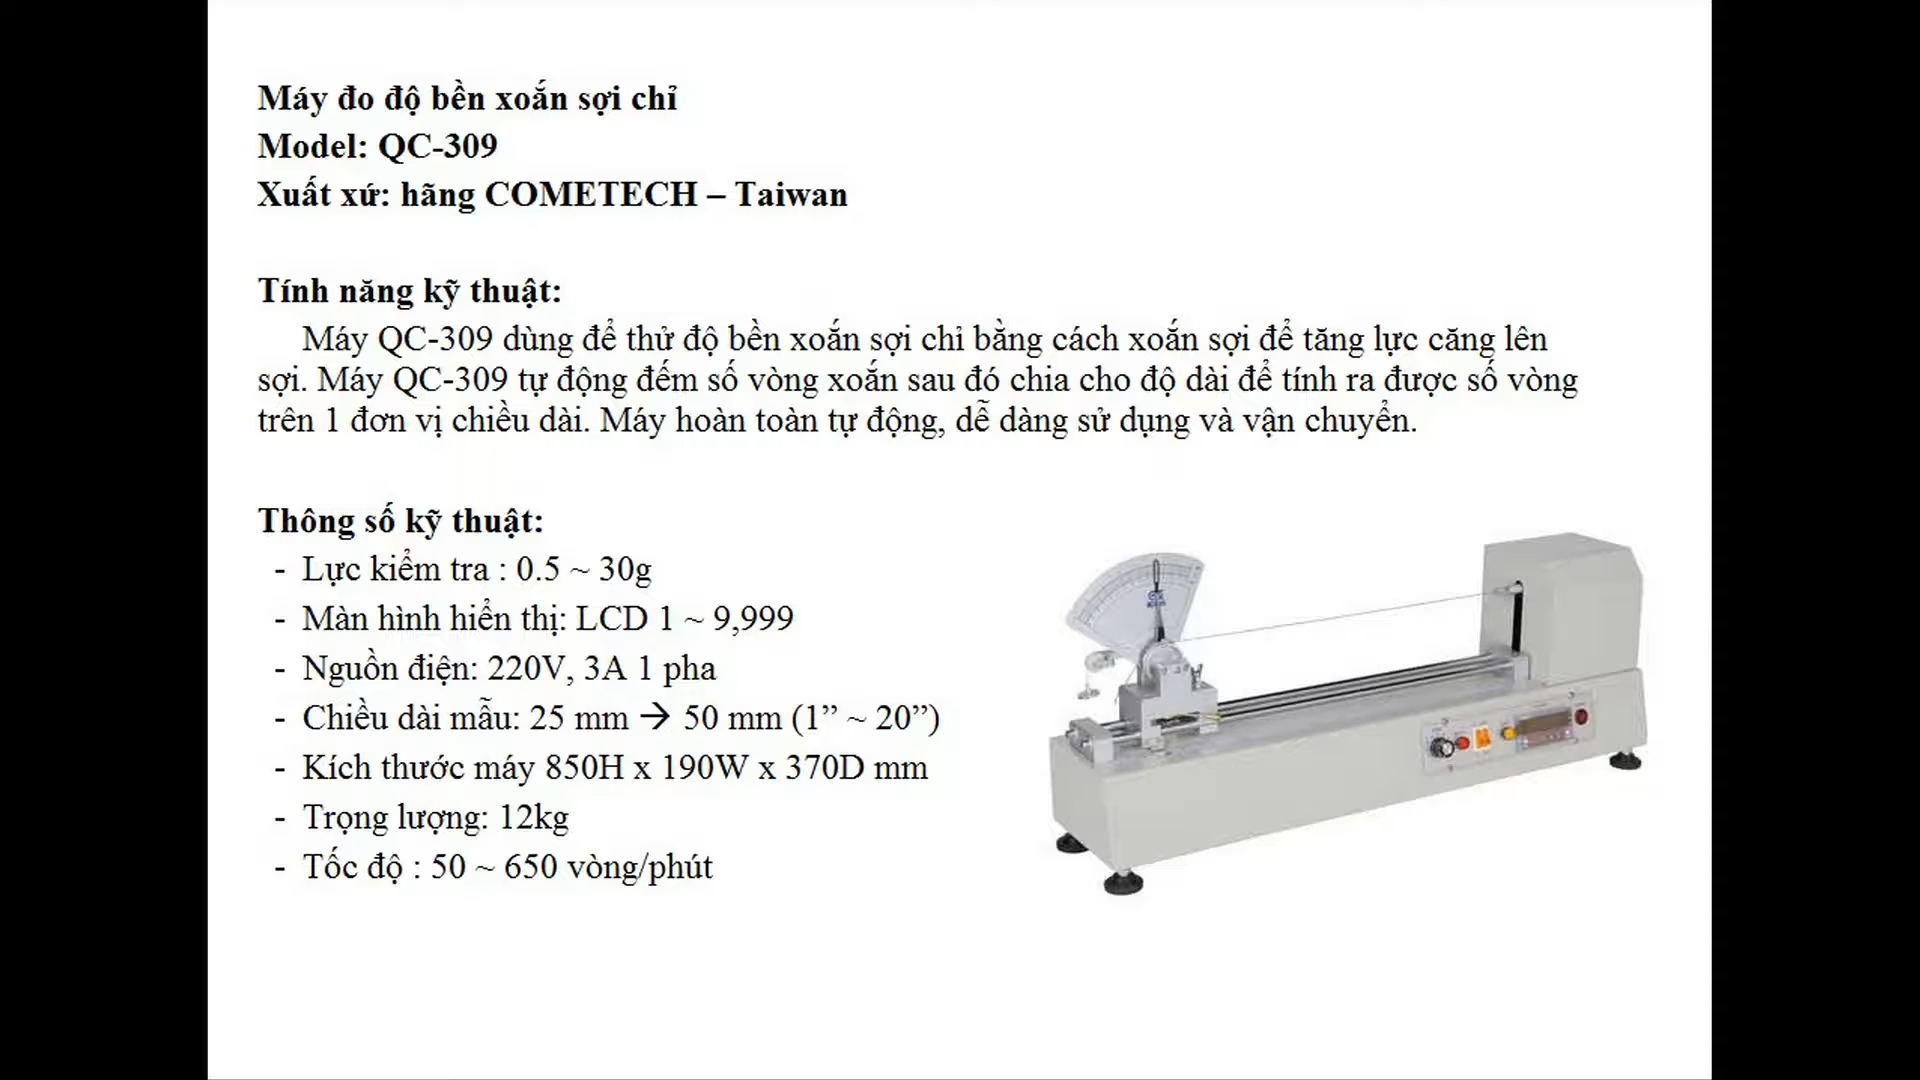 Máy đo độ bền xoắn sợi chỉ
Model: QC-309
Xuất xứ: hãng COMETECH – Taiwan
Tính năng kỹ thuật:
Máy QC-309 dùng để thử độ bền xoắn sợi chỉ bằng cách xoắn sợi để tăng lực căng lên
sợi. Máy QC-309 tự động đếm số vòng xoắn sau đó chia cho độ dài để tính ra được số vòng
trên 1 đơn vị chiều dài. Máy hoàn toàn tự động, dễ dàng sử dụng và vận chuyển.
Thông số kỹ thuật:
- Lực kiểm tra : 0.5 ~ 30g
- Màn hình hiển thị: LCD 1 ~ 9,999
- Nguồn điện: 220V, 3A 1 pha
- Chiều dài mẫu: 25 mm → 50 mm (1” ~ 20”)
- Kích thước máy 850H x 190W x 370D mm
- Trọng lượng: 12kg
- Tốc độ : 50 ~ 650 vòng/phút